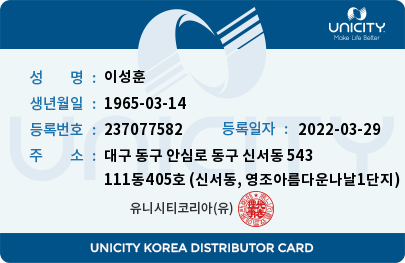 UNICITY
Make Life Better
성 명 : 이성훈
생년월일 : 1965-03-14
등록번호 : 237077582 등록일자 : 2022-03-29
주 소 : 대구 동구 안심로 동구 신서동 543
111동405호 (신서동, 영조아름다운나날1단지)
유니시티코리아(유)
UNICITY
UNICITY KOREA DISTRIBUTOR CARD